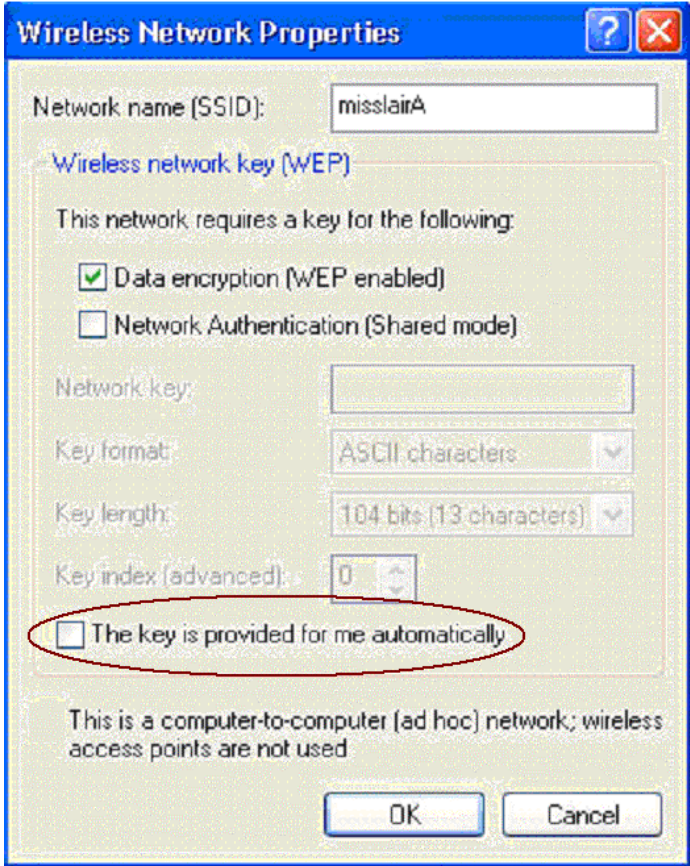 Wireless Network Properties
Network name (SSID): misslairA
Wireless network key (WEP)
This network requires a key for the following:
Data encryption (WEP enabled)
Network Authentication (Shared mode)
Network key:
Key format: ASCII characters
Key length: 104 bits (13 characters)
Key index (advanced): 0
The key is provided for me automatically
This is a computer-to-computer (ad hoc) network; wireless
access points are not used
OK Cancel